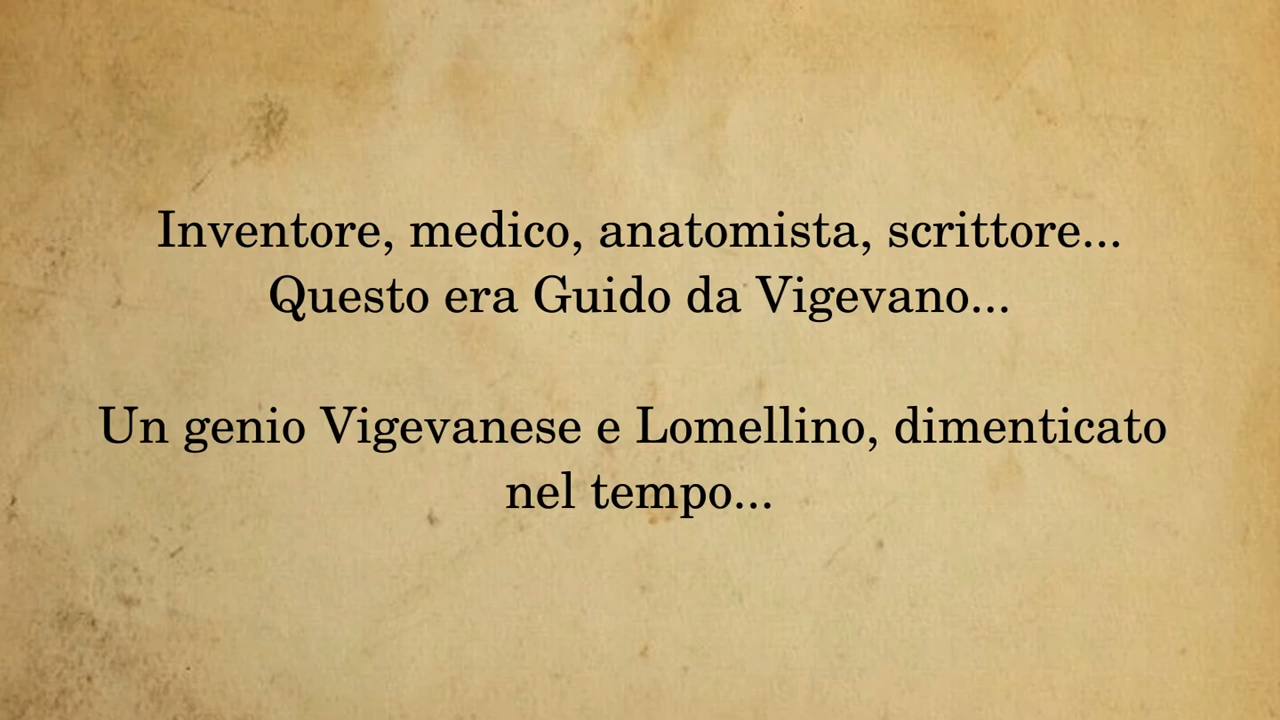 Inventore, medico, anatomista, scrittore...
Questo era Guido da Vigevano...
Un genio Vigevanese e Lomellino, dimenticato
nel tempo...